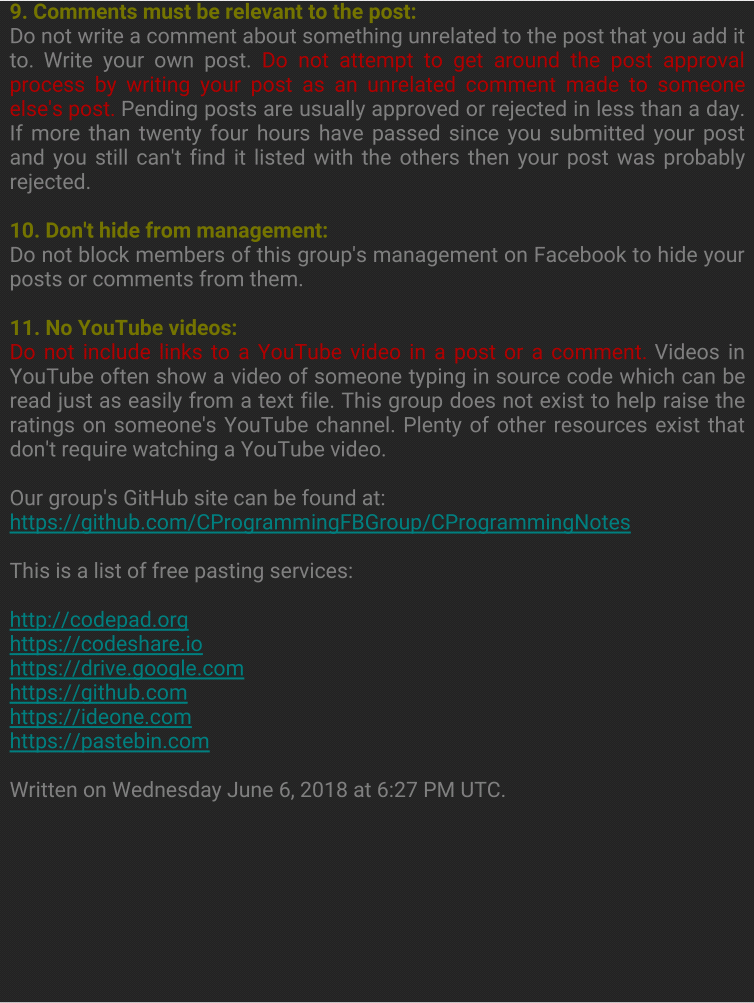 9. Comments must be relevant to the post:
Do not write a comment about something unrelated to the post that you add it
to. Write your own post. Do not attempt to get around the post approval
process by writing your post as an unrelated comment made to someone
else's post. Pending posts are usually approved or rejected in less than a day.
If more than twenty four hours have passed since you submitted your post
and you still can't find it listed with the others then your post was probably
rejected.
10. Don't hide from management:
Do not block members of this group's management on Facebook to hide your
posts or comments from them.
11. No YouTube videos:
Do not include links to a YouTube video in a post or a comment. Videos in
YouTube often show a video of someone typing in source code which can be
read just as easily from a text file. This group does not exist to help raise the
ratings on someone's YouTube channel. Plenty of other resources exist that
don't require watching a YouTube video.
Our group's GitHub site can be found at:
https://github.com/CProgrammingFBGroup/CProgrammingNotes
This is a list of free pasting services:
http://codepad.org
https://codeshare.io
https://drive.google.com
https://github.com
https://ideone.com
https://pastebin.com
Written on Wednesday June 6, 2018 at 6:27 PM UTC.